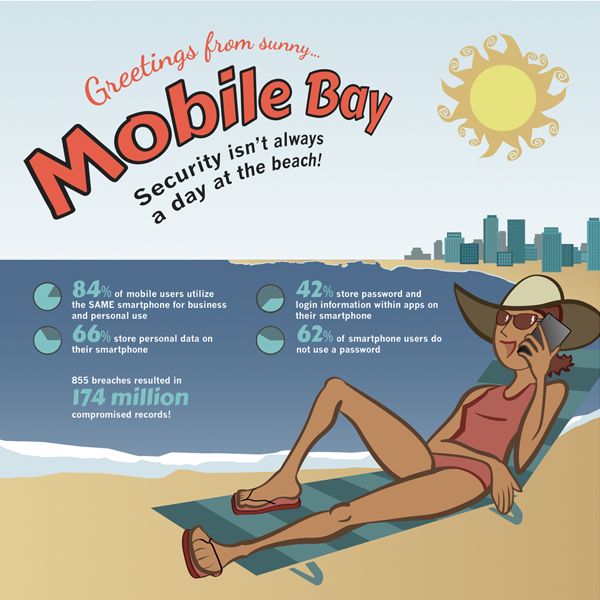 Greetings from sunny...
Mobile Bay
Security isn't always
a day at the beach!
84% of mobile users utilize
the SAME smartphone for business
and personal use
66% store personal data on
their smartphone
42% store password and
login information within apps on
their smartphone
62% of smartphone users do
not use a password
855 breaches resulted in
174 million
compromised records!